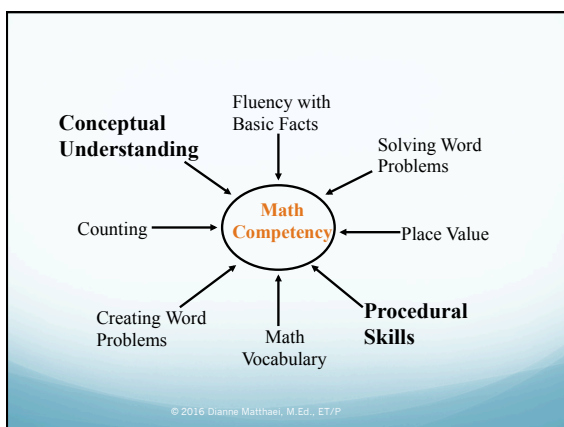 Fluency with
Basic Facts
Conceptual
Understanding
Solving Word
Problems
Math
Competency
Counting
Place Value
Creating Word
Problems
Math
Vocabulary
Procedural
Skills
© 2016 Dianne Matthaei, M.Ed., ET/P